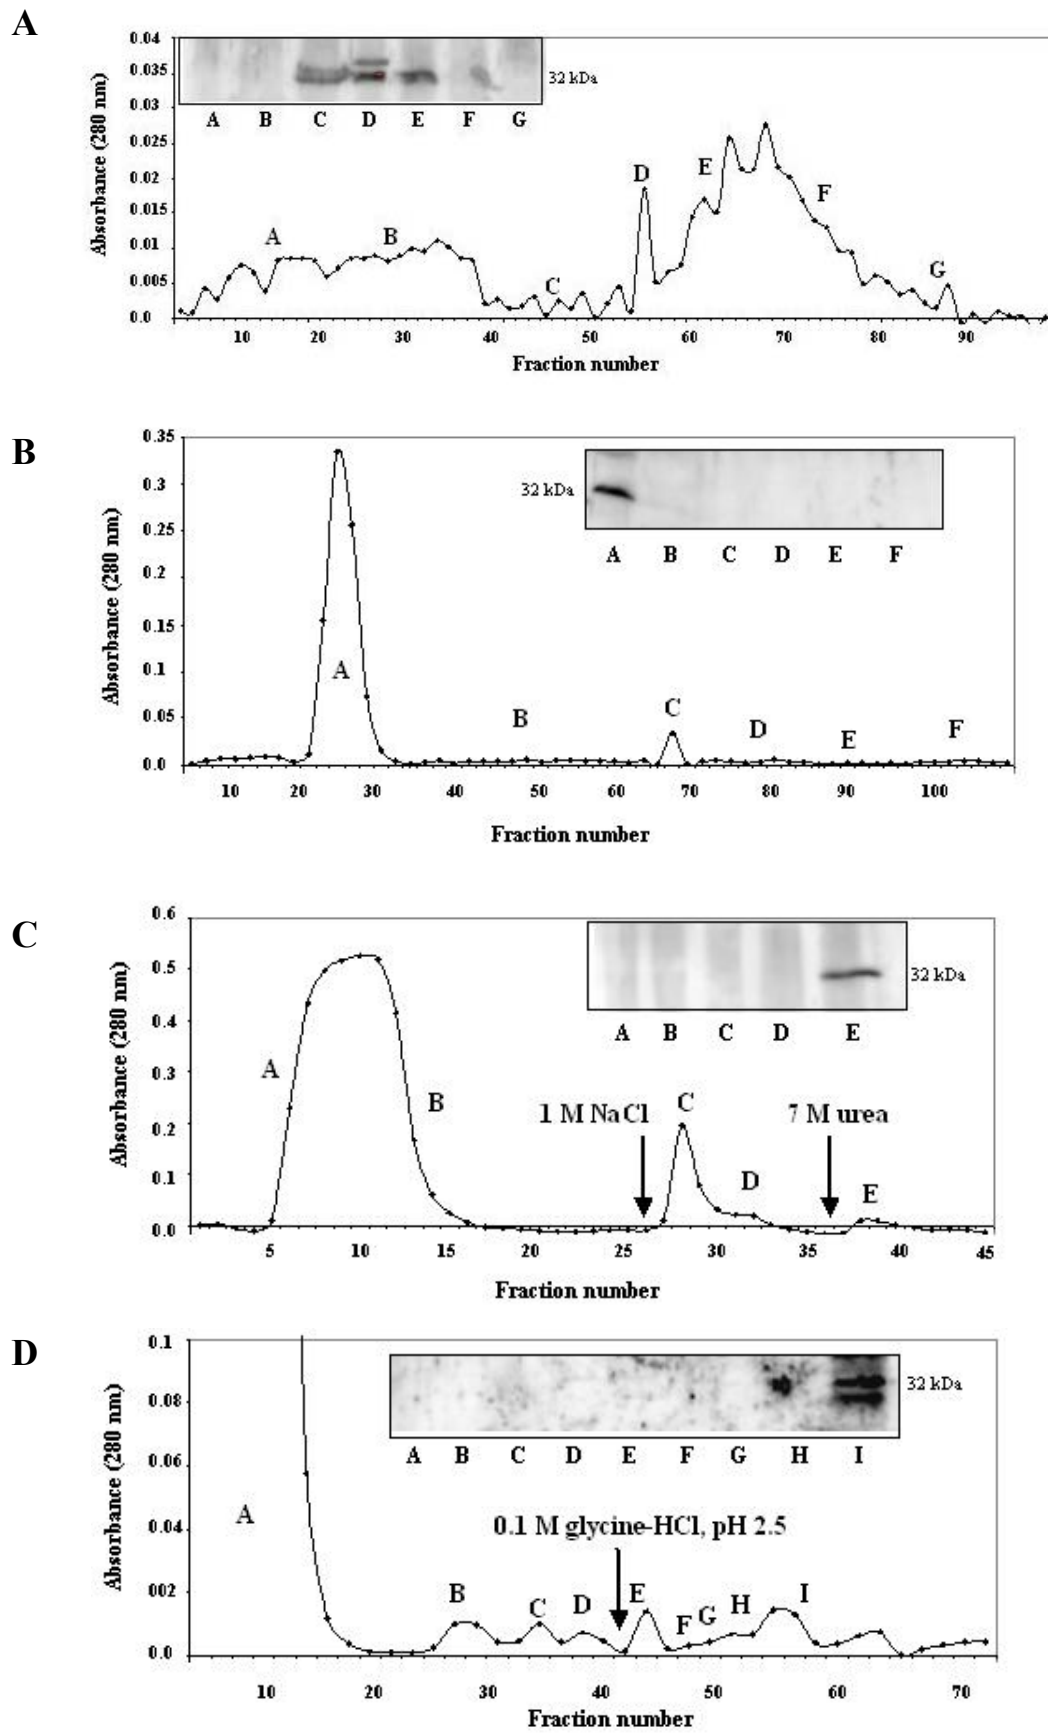 A
0.04
0.035
0.03
0.025
0.02
0.015
0.01
0.005
0.0
Absorbance (280 nm)
32 kDa
A B C D E F G
A B C D E F G
10 20 30 40 50 60 70 80 90
Fraction number
B
0.35
0.3
0.25
0.2
0.15
0.1
0.05
0.0
Absorbance (280 nm)
32 kDa
A B C D E F
A B C D E F
10 20 30 40 50 60 70 80 90 100
Fraction number
C
0.6
0.5
0.4
0.3
0.2
0.1
0.0
Absorbance (280 nm)
32 kDa
A B C D E
A B
1 M NaCl
C D
7 M urea
E
5 10 15 20 25 30 35 40 45
Fraction number
D
0.1
0.08
0.06
0.04
002
0.0
Absorbance (280 nm)
32 kDa
A B C D E F G H I
0.1 M glycine-HCl, pH 2.5
A B C D E F G H I
10 20 30 40 50 60 70
Fraction number